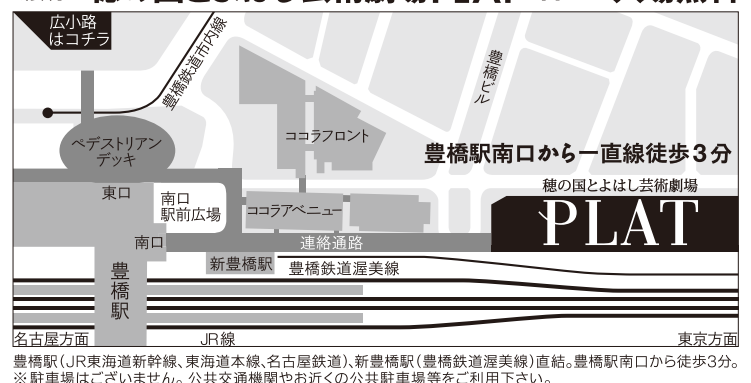 広小路
はコチラ
豊橋鉄道市内線
豊橋ビル
ココラフロント
ペデストリアン
デッキ
豊橋駅南口から一直線徒歩3分
穂の国とよはし芸術劇場
PLAT
東口
南口
駅前広場
ココラアベニュー
南口
連絡通路
新豊橋駅
豊橋鉄道渥美線
豊橋駅
名古屋方面
JR線
東京方面
豊橋駅(JR東海道新幹線、東海道本線、名古屋鉄道)、新豊橋駅(豊橋鉄道渥美線)直結。豊橋駅南口から徒歩3分。
※駐車場はございません。公共交通機関やお近くの公共駐車場等をご利用下さい。